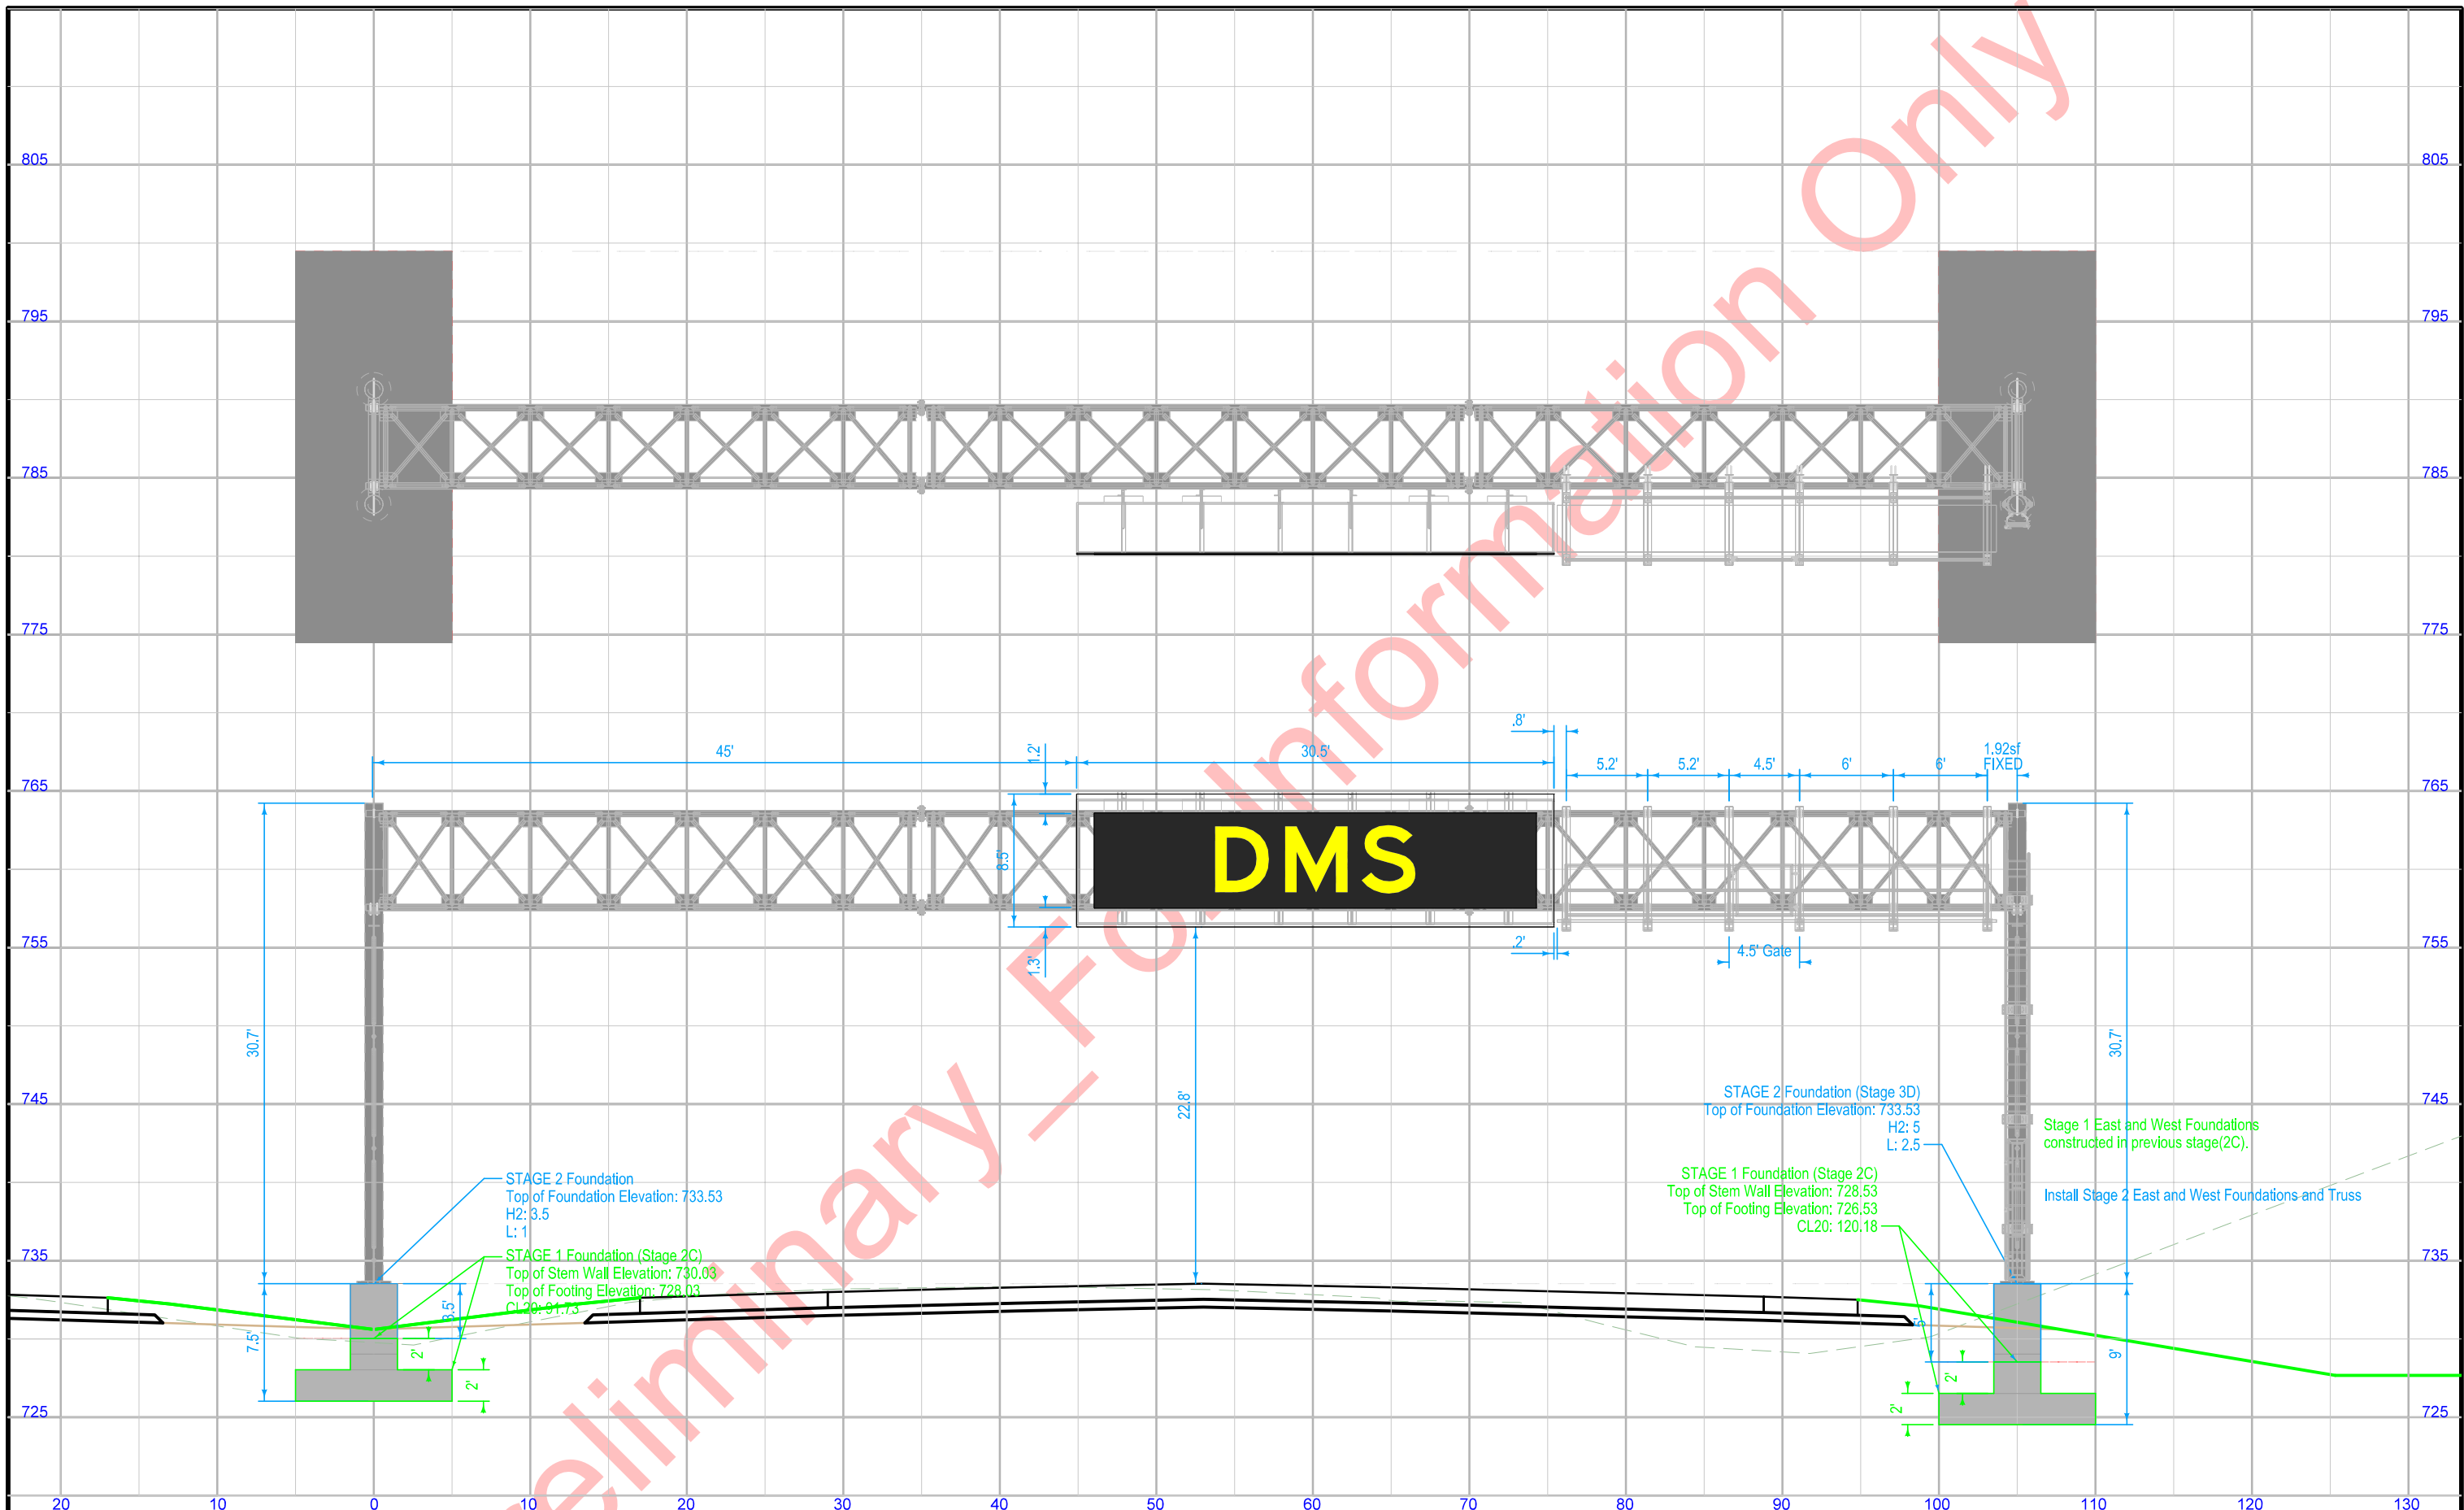 Preliminary_For Information Only
805
805
795
795
785
785
775
775
.8'
45'
1.2'
30.5'
5.2'
5.2'
4.5'
6'
6'
1.92sf
FIXED
765
765
8.5'
DMS
755
755
1.3'
.2'
4.5' Gate
30.7'
22.8'
30.7'
745
745
STAGE 2 Foundation (Stage 3D)
Top of Foundation Elevation: 733.53
H2: 5
L: 2.5
Stage 1 East and West Foundations
constructed in previous stage(2C).
STAGE 2 Foundation
Top of Foundation Elevation: 733.53
H2: 3.5
L: 1
STAGE 1 Foundation (Stage 2C)
Top of Stem Wall Elevation: 728.53
Top of Footing Elevation: 726.53
CL20: 120.18
Install Stage 2 East and West Foundations and Truss
735
735
STAGE 1 Foundation (Stage 2C)
Top of Stem Wall Elevation: 730.03
Top of Footing Elevation: 728.03
CL20: 91.73
3.5'
7.5'
2'
2'
5'
9'
2'
2'
725
725
20
10
0
10
20
30
40
50
60
70
80
90
100
110
120
130